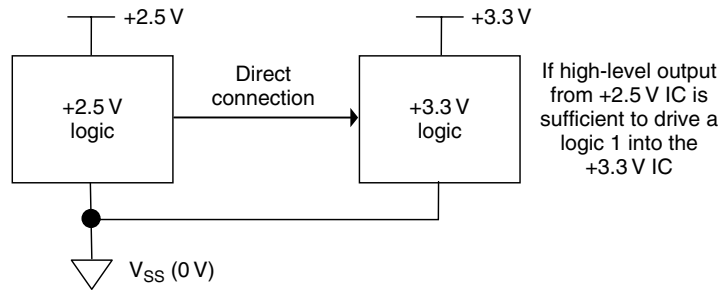 +2.5 V
+3.3 V
+2.5 V
logic
Direct
connection
+3.3 V
logic
If high-level output
from +2.5 V IC is
sufficient to drive a
logic 1 into the
+3.3 V IC
VSS (0 V)